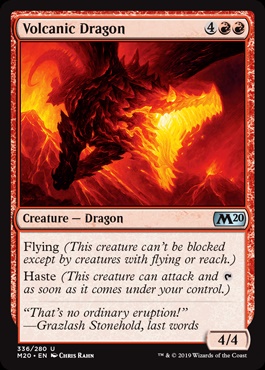 Volcanic Dragon 4
Creature — Dragon M20
Flying (This creature can't be blocked
except by creatures with flying or reach.)
Haste (This creature can attack and
as soon as it comes under your control.)
“That's no ordinary eruption!”
—Grazlash Stonehold, last words
4/4
336/280 U
M20 • EN Chris Rahn ™ & © 2019 Wizards of the Coast